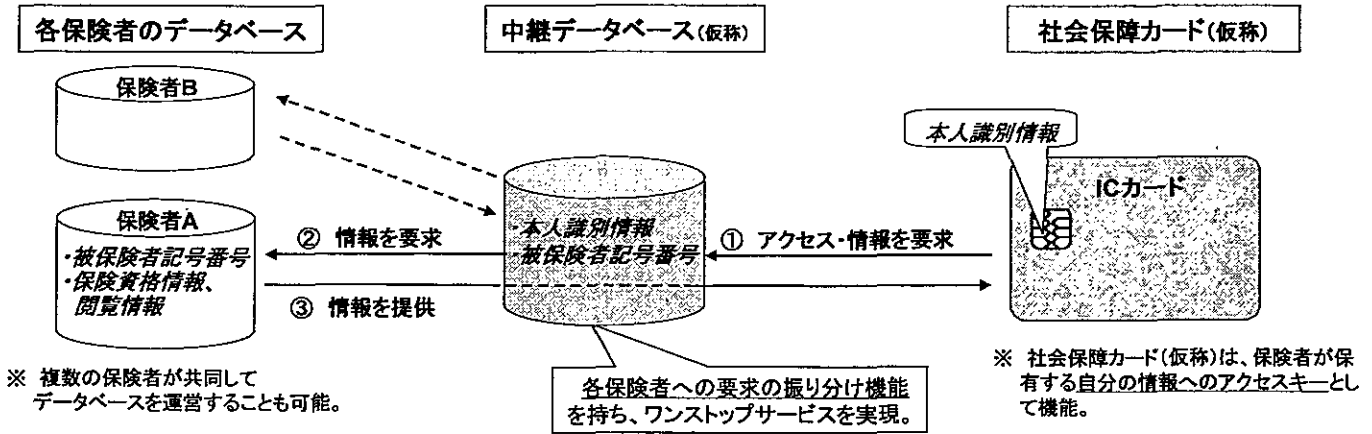 各保険者のデータベース
中継データベース(仮称)
社会保障カード(仮称)
保険者B
本人識別情報
ICカード
保険者A
・被保険者記号番号
・保険資格情報、
閲覧情報
② 情報を要求
・本人識別情報
・被保険者記号番号
① アクセス・情報を要求
③ 情報を提供
※ 複数の保険者が共同して
データベースを運営することも可能。
各保険者への要求の振り分け機能
を持ち、ワンストップサービスを実現。
※ 社会保障カード(仮称)は、保険者が保
有する自分の情報へのアクセスキーとし
て機能。